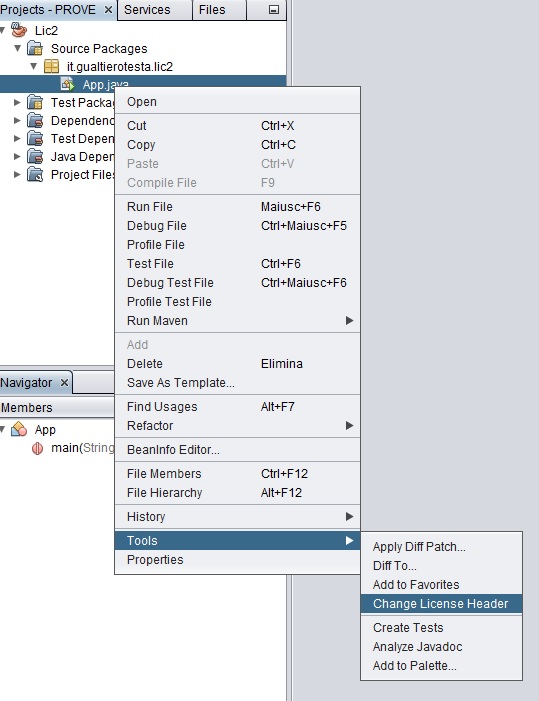 Projects - PROVE × Services Files
Lic2
Source Packages
it.gualtierotesta.lic2
App.java
Test Packa
Dependenc
Test Depen
Java Depen
Project Files
Open
Cut Ctrl+X
Copy Ctrl+C
Paste Ctrl+V
Compile File F9
Run File Maiusc+F6
Debug File Ctrl+Maiusc+F5
Profile File
Test File Ctrl+F6
Debug Test File Ctrl+Maiusc+F6
Profile Test File
Run Maven
Add
Delete Elimina
Save As Template...
Find Usages Alt+F7
Refactor
BeanInfo Editor...
File Members Ctrl+F12
File Hierarchy Alt+F12
History
Tools
Properties
Navigator ×
Members
App
main(String
Apply Diff Patch...
Diff To...
Add to Favorites
Change License Header
Create Tests
Analyze Javadoc
Add to Palette...